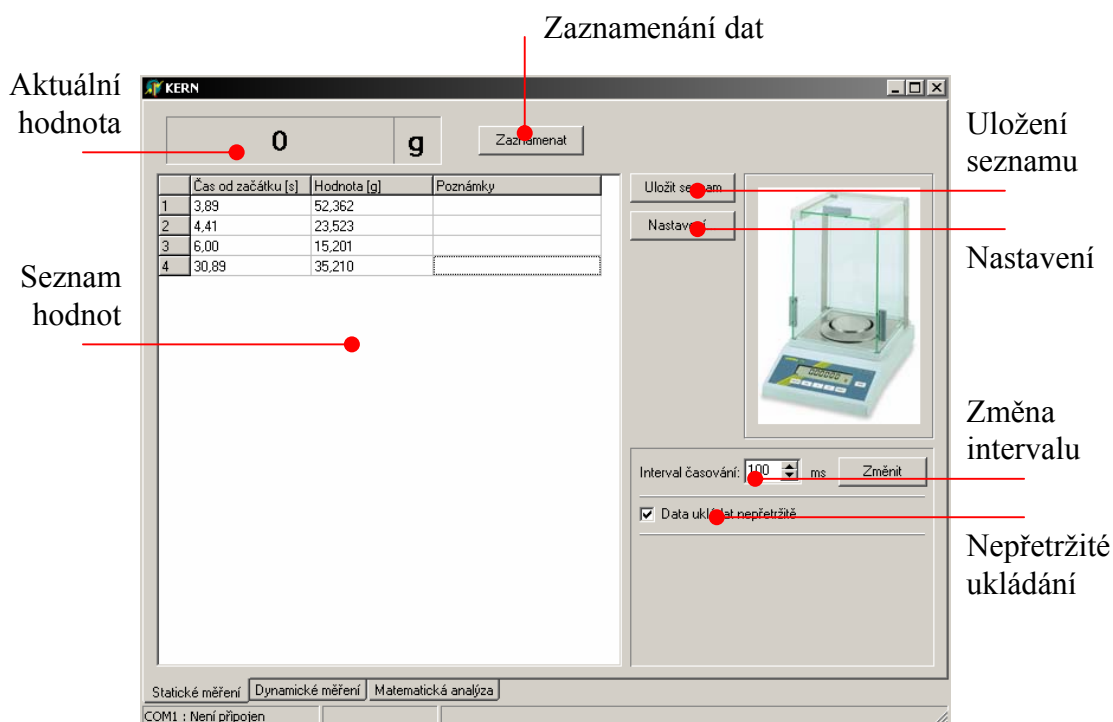 Zaznamenání dat
Aktuální
hodnota
KERN
0 g
Zaznamenat
Uložení
seznamu
Čas od začátku [s] Hodnota [g] Poznámky
1 3,89 52,362
2 4,41 23,523
3 6,00 15,201
4 30,89 35,210
Uložit seznam
Nastavení
Nastavení
Seznam
hodnot
Změna
intervalu
Interval časování: 100 ms Změnit
Data ukládat nepřetržitě
Nepřetržité
ukládání
Statické měření Dynamické měření Matematická analýza
COM1 : Není připojen